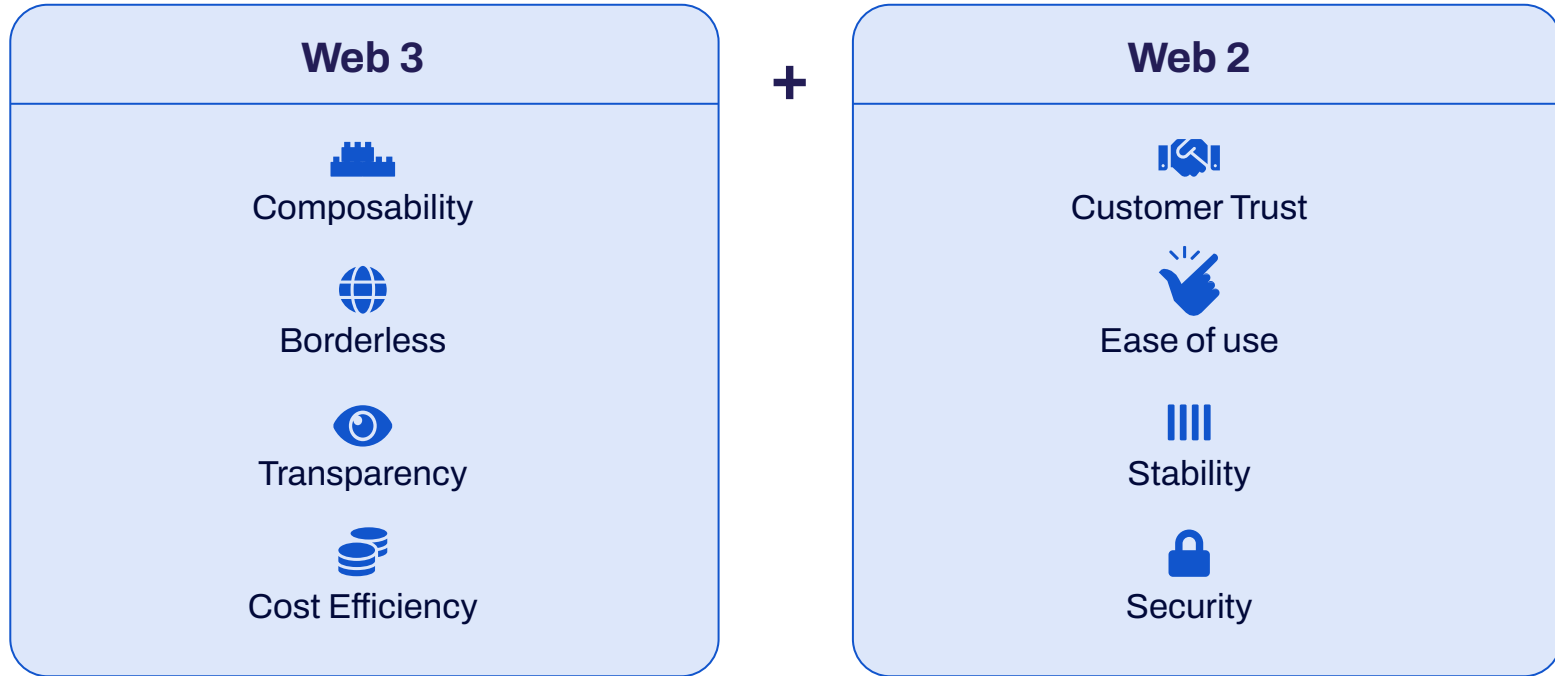 Web 3
Composability
Borderless
Transparency
Cost Efficiency
+
Web 2
Customer Trust
Ease of use
Stability
Security